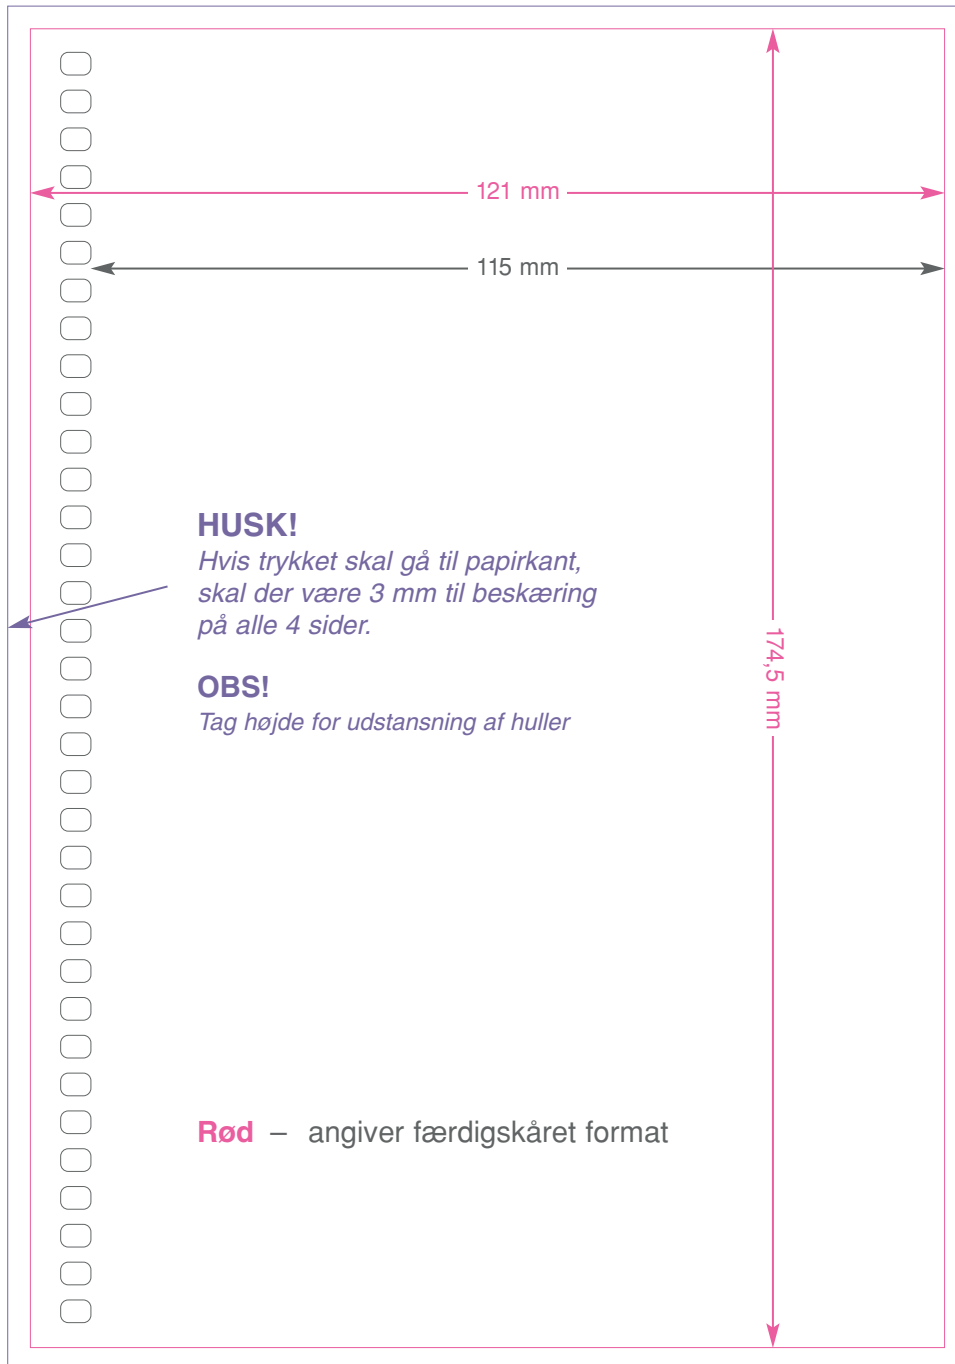 121 mm
115 mm
HUSK!
Hvis trykket skal gå til papirkant,
skal der være 3 mm til beskæring
på alle 4 sider.
174,5 mm
OBS!
Tag højde for udstansning af huller
Rød – angiver færdigskåret format